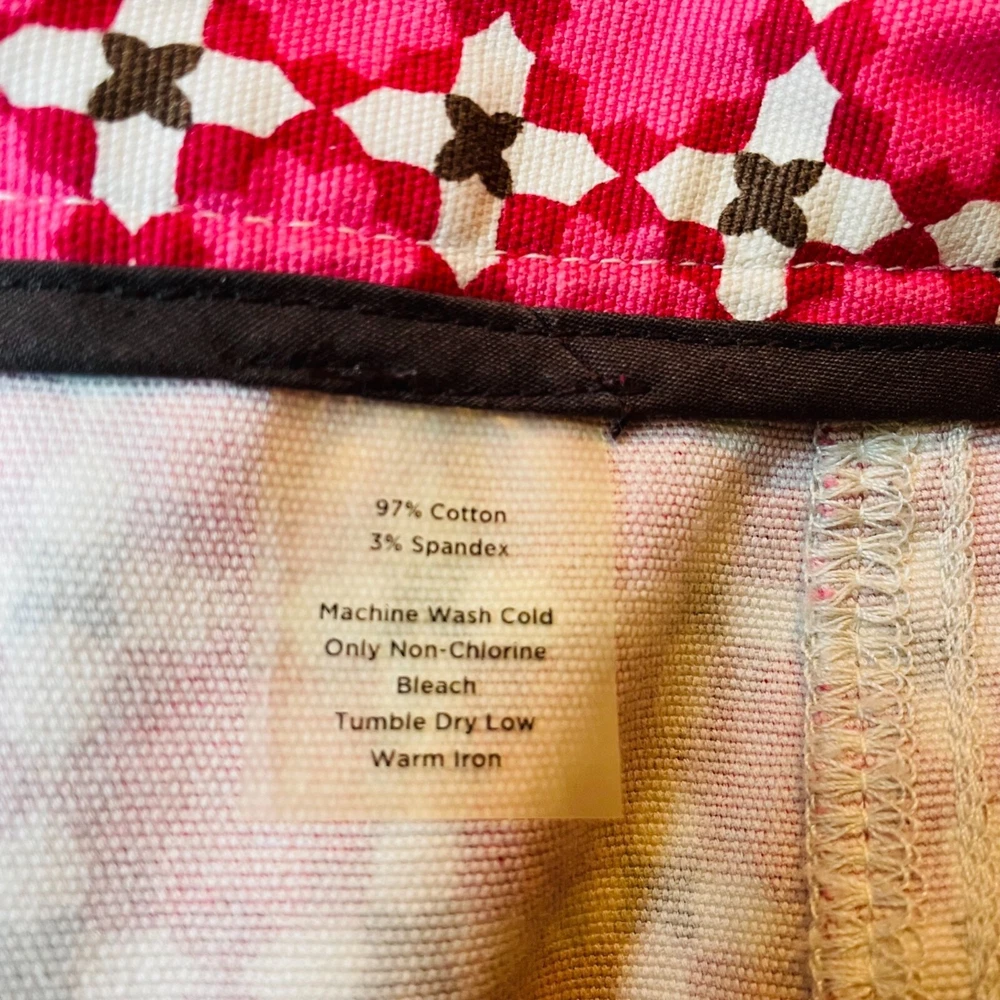 97% Cotton
3% Spandex
Machine Wash Cold
Only Non-Chlorine
Bleach
Tumble Dry Low
Warm Iron